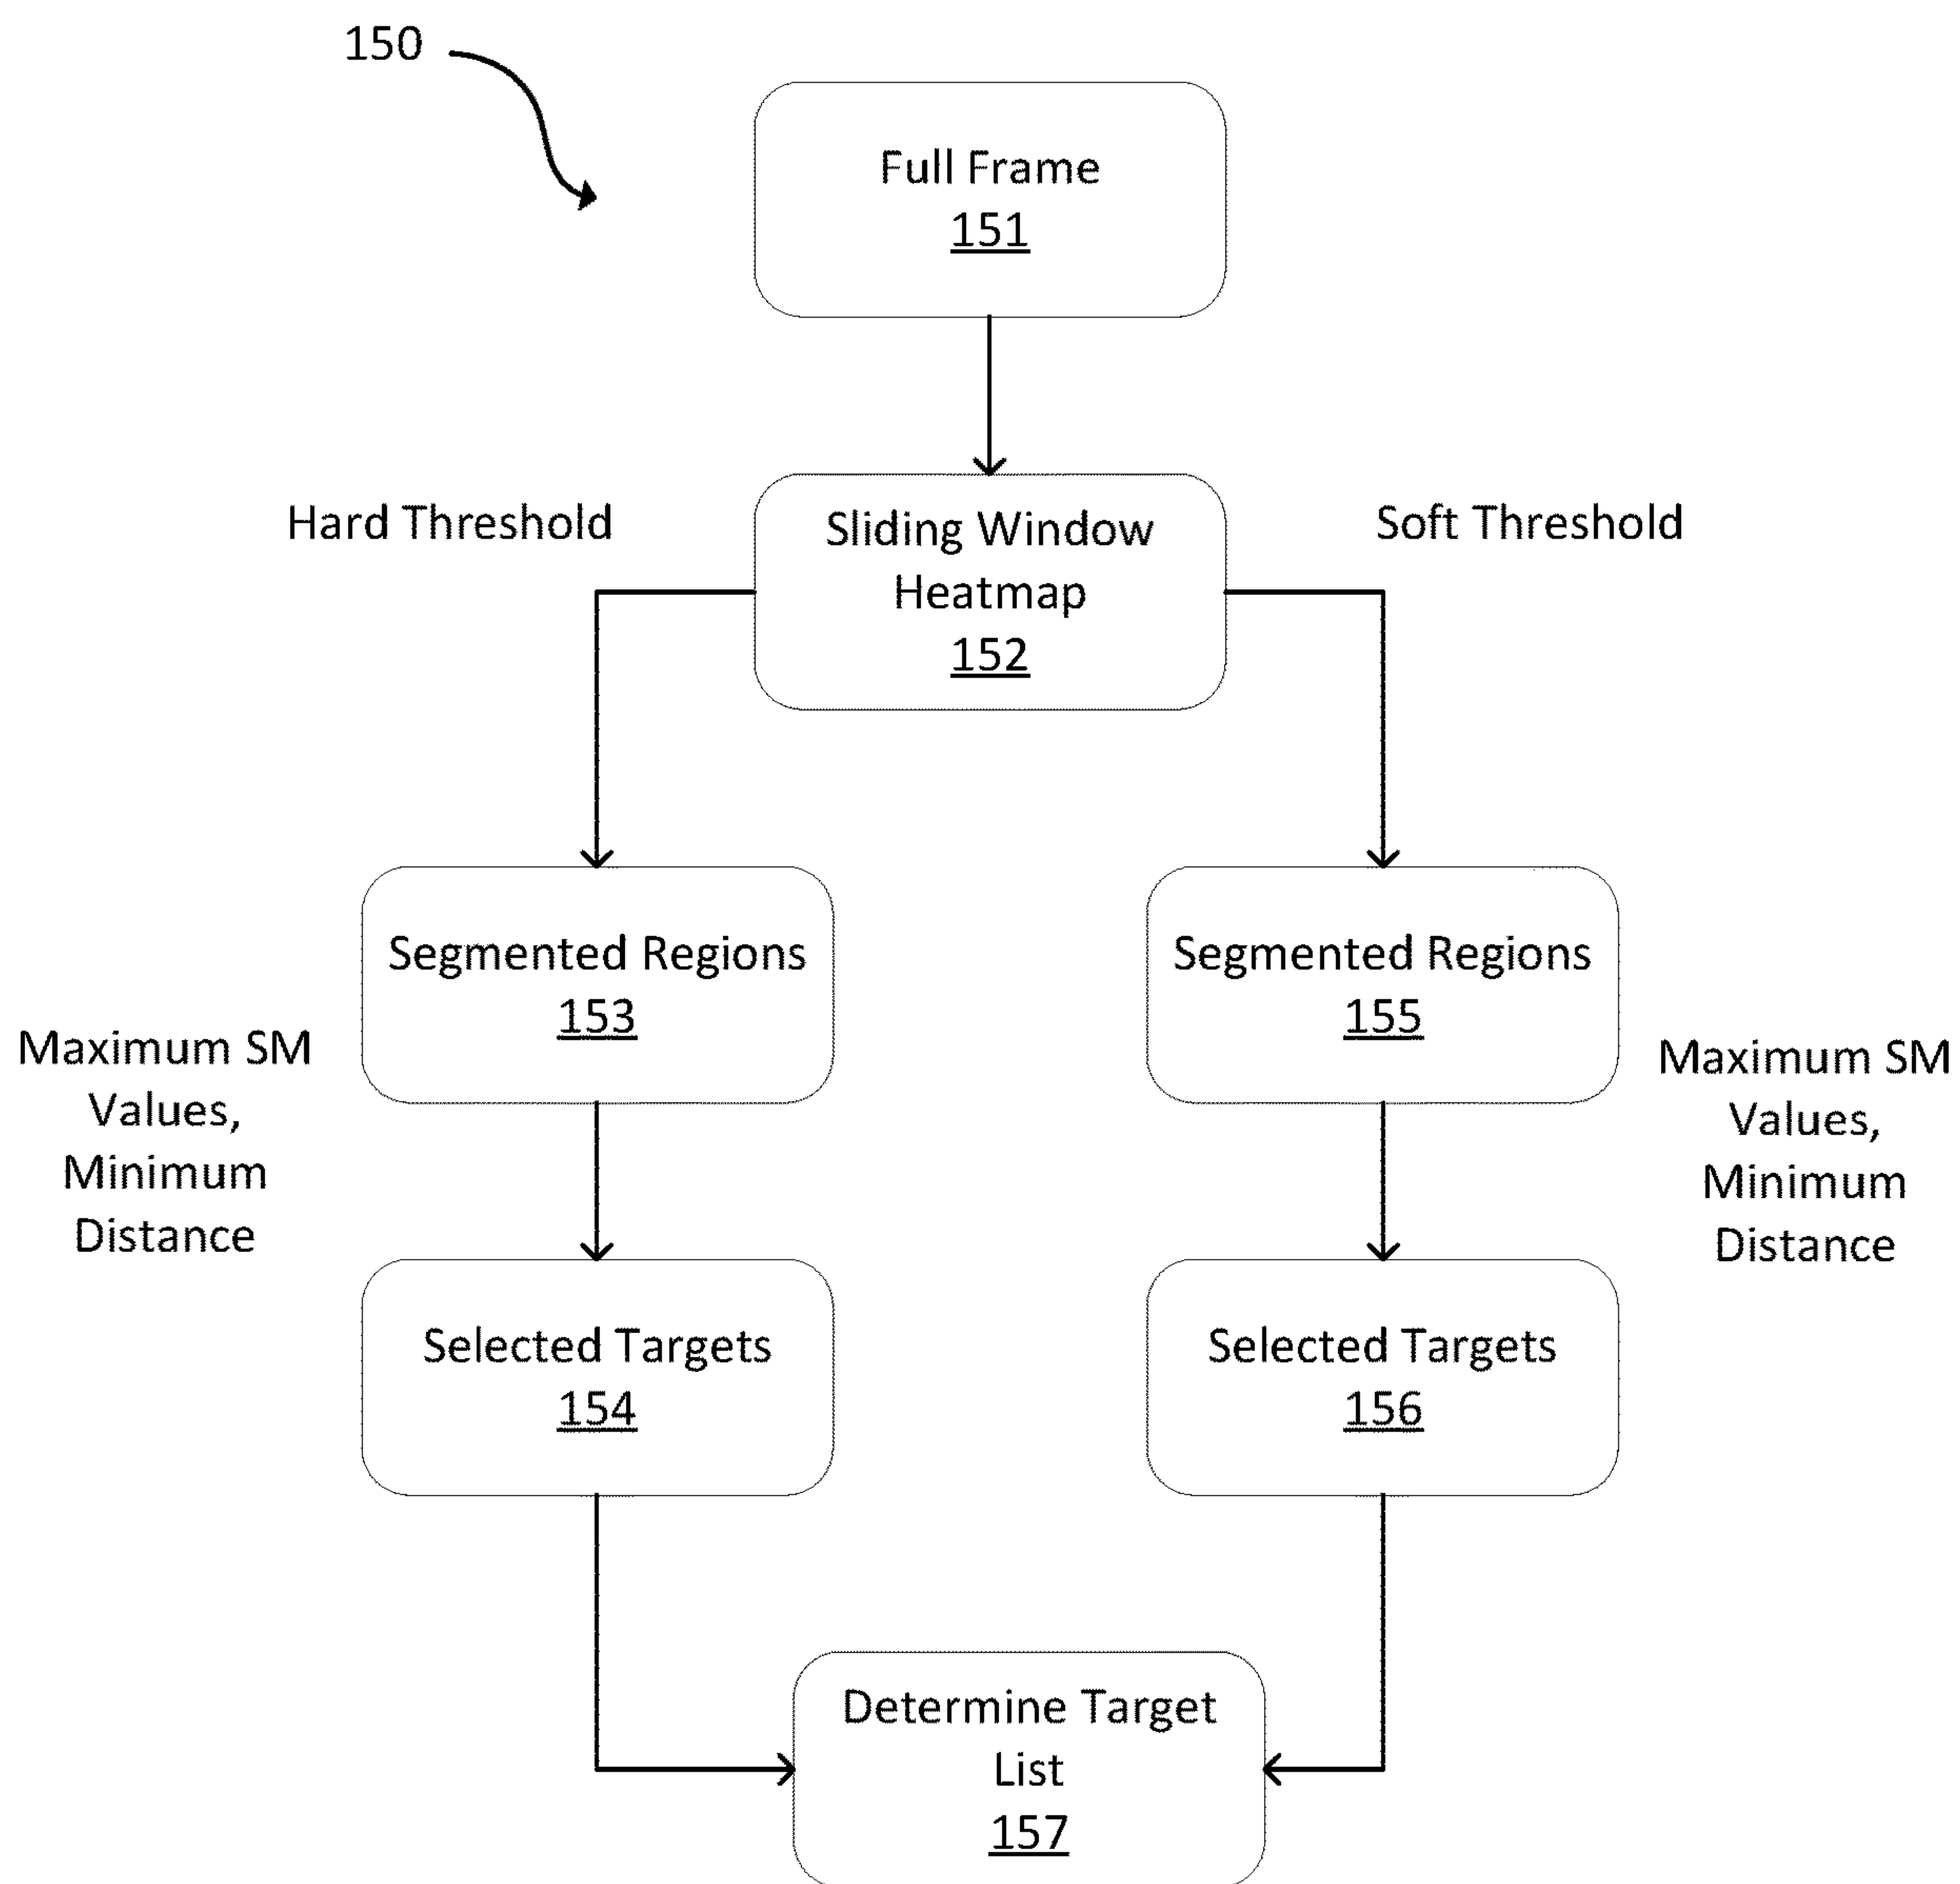 150
Full Frame
151
Hard Threshold
Sliding Window
Heatmap
152
Soft Threshold
Segmented Regions
153
Segmented Regions
155
Maximum SM
Values,
Minimum
Distance
Maximum SM
Values,
Minimum
Distance
Selected Targets
154
Selected Targets
156
Determine Target
List
157